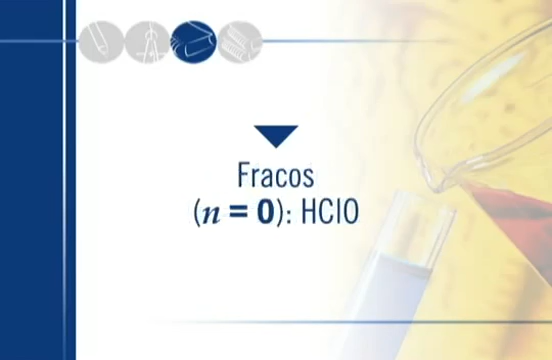 Fracos
(n = 0): HClO